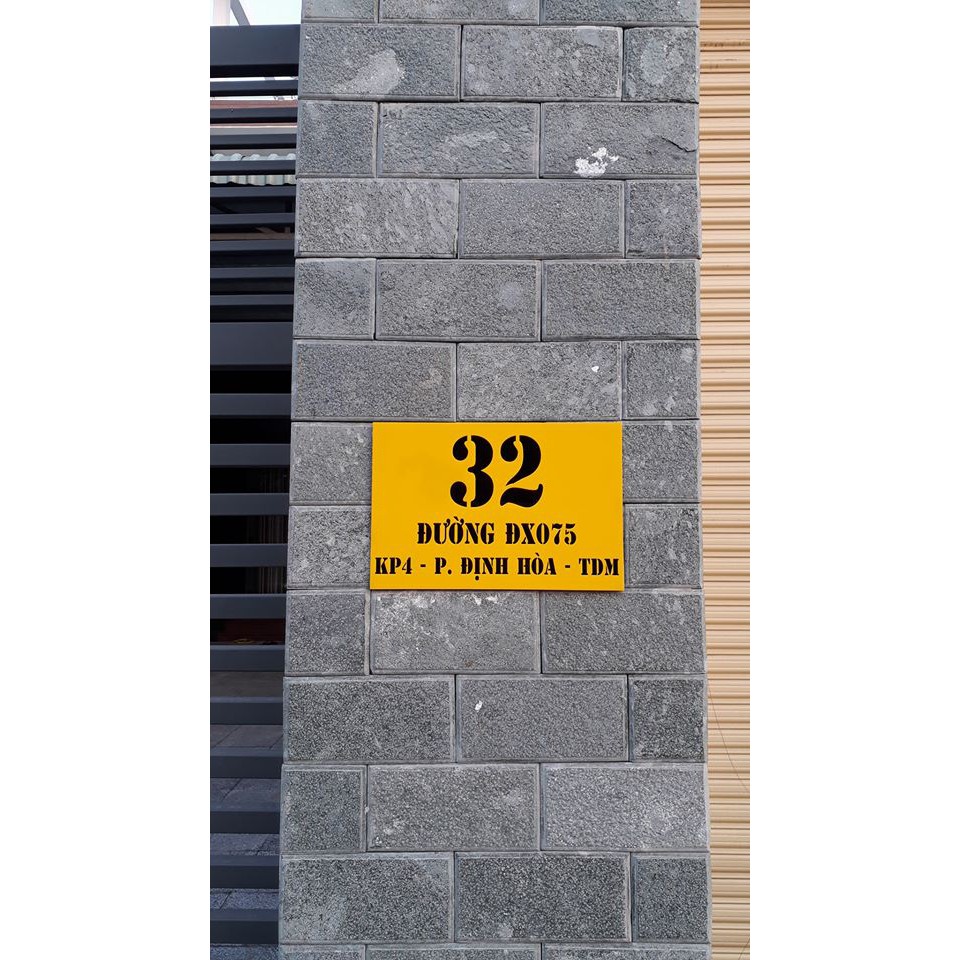 32
ĐƯỜNG ĐX075
KP4 - P. ĐỊNH HÒA - TDM